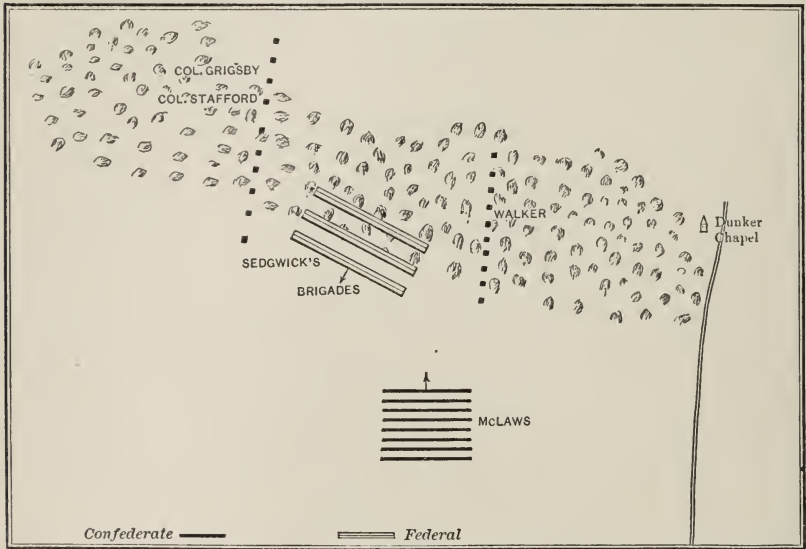 COL. GRIGSBY
COL. STAFFORD
WALKER
Dunker
Chapel
SEDGWICK'S
BRIGADES
McLAWS
Confederate
Federal